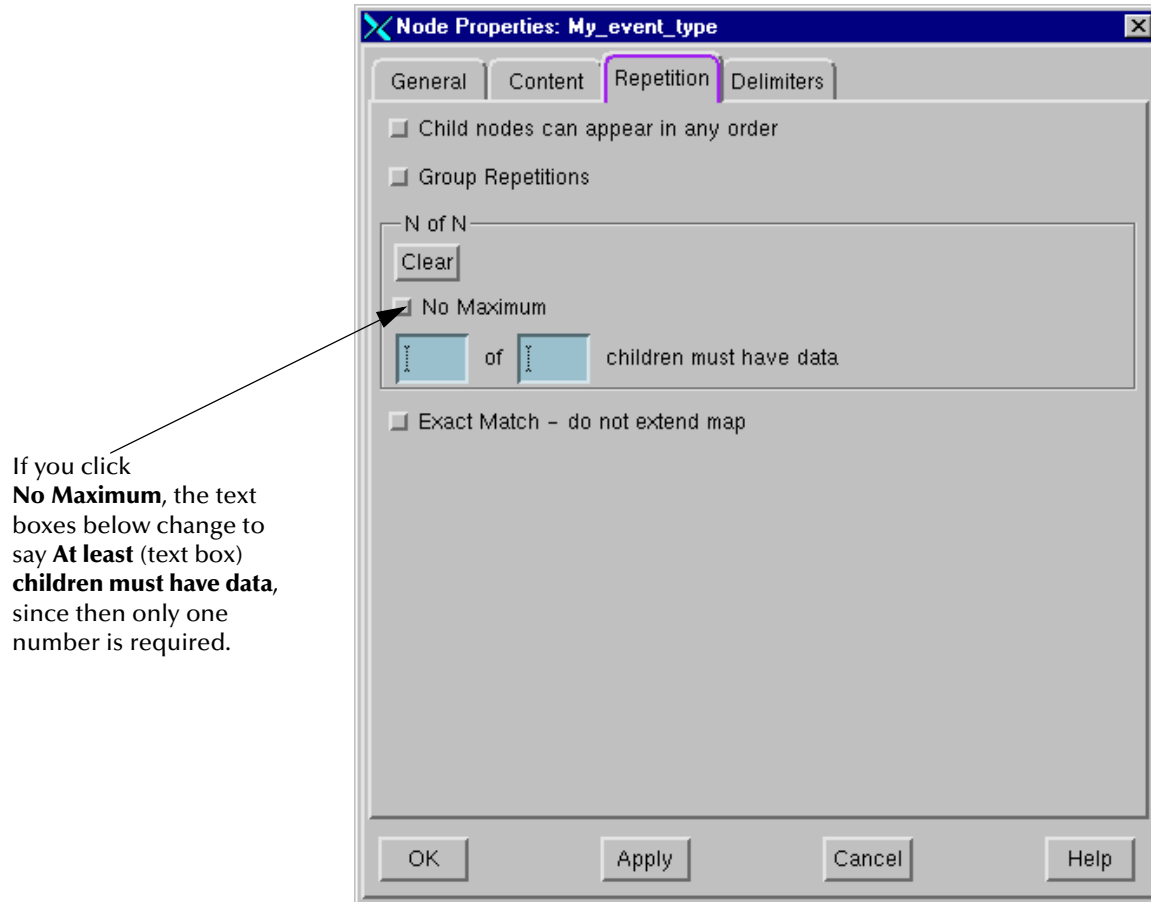 Node Properties: My_event_type
General Content Repetition Delimiters
Child nodes can appear in any order
Group Repetitions
N of N
Clear
No Maximum
of children must have data
Exact Match – do not extend map
If you click
No Maximum, the text
boxes below change to
say At least (text box)
children must have data,
since then only one
number is required.
OK Apply Cancel Help